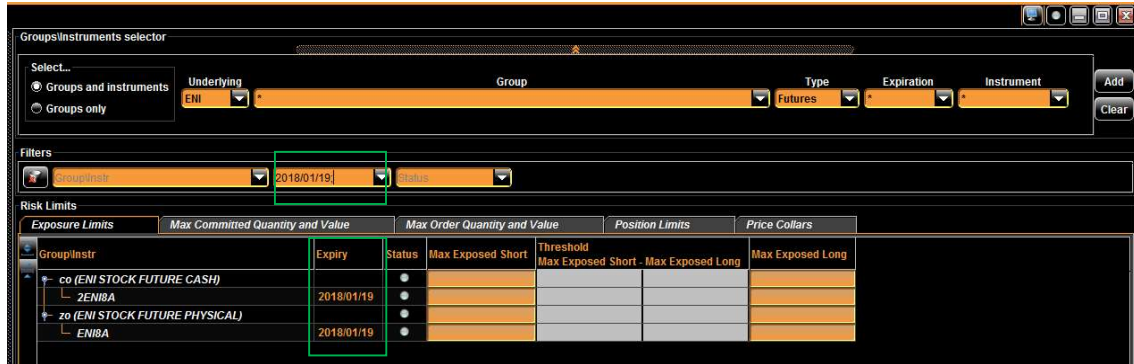 Groups\Instruments selector
Select...
Groups and instruments
Groups only
Underlying Group Type Expiration Instrument
ENI * Futures * *
Add
Clear
Filters
Group\Instr 2018/01/19; Status
Risk Limits
Exposure Limits Max Committed Quantity and Value Max Order Quantity and Value Position Limits Price Collars
Group\Instr Expiry Status Max Exposed Short Threshold Max Exposed Long
Max Exposed Short - Max Exposed Long
co (ENI STOCK FUTURE CASH)
2ENI8A 2018/01/19
zo (ENI STOCK FUTURE PHYSICAL)
ENI8A 2018/01/19